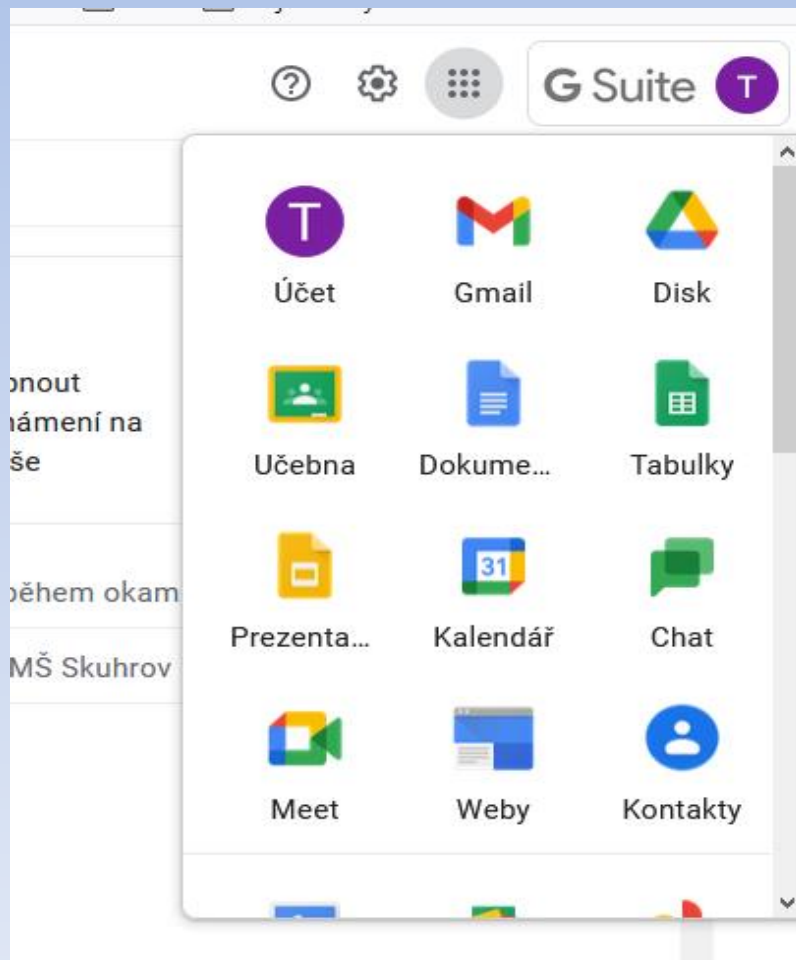 G Suite T
T
Účet Gmail Disk
námení na
še
Učebna Dokume... Tabulky
31
během okam
Prezenta... Kalendář Chat
MŠ Skuhrov
Meet Weby Kontakty